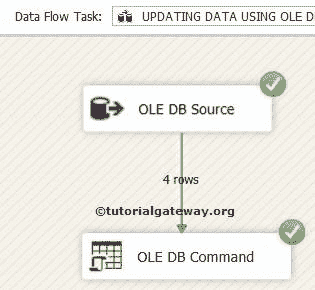 Data Flow Task: UPDATING DATA USING OLE D
OLE DB Source
4 rows
©tutorialgateway.org
OLE DB Command